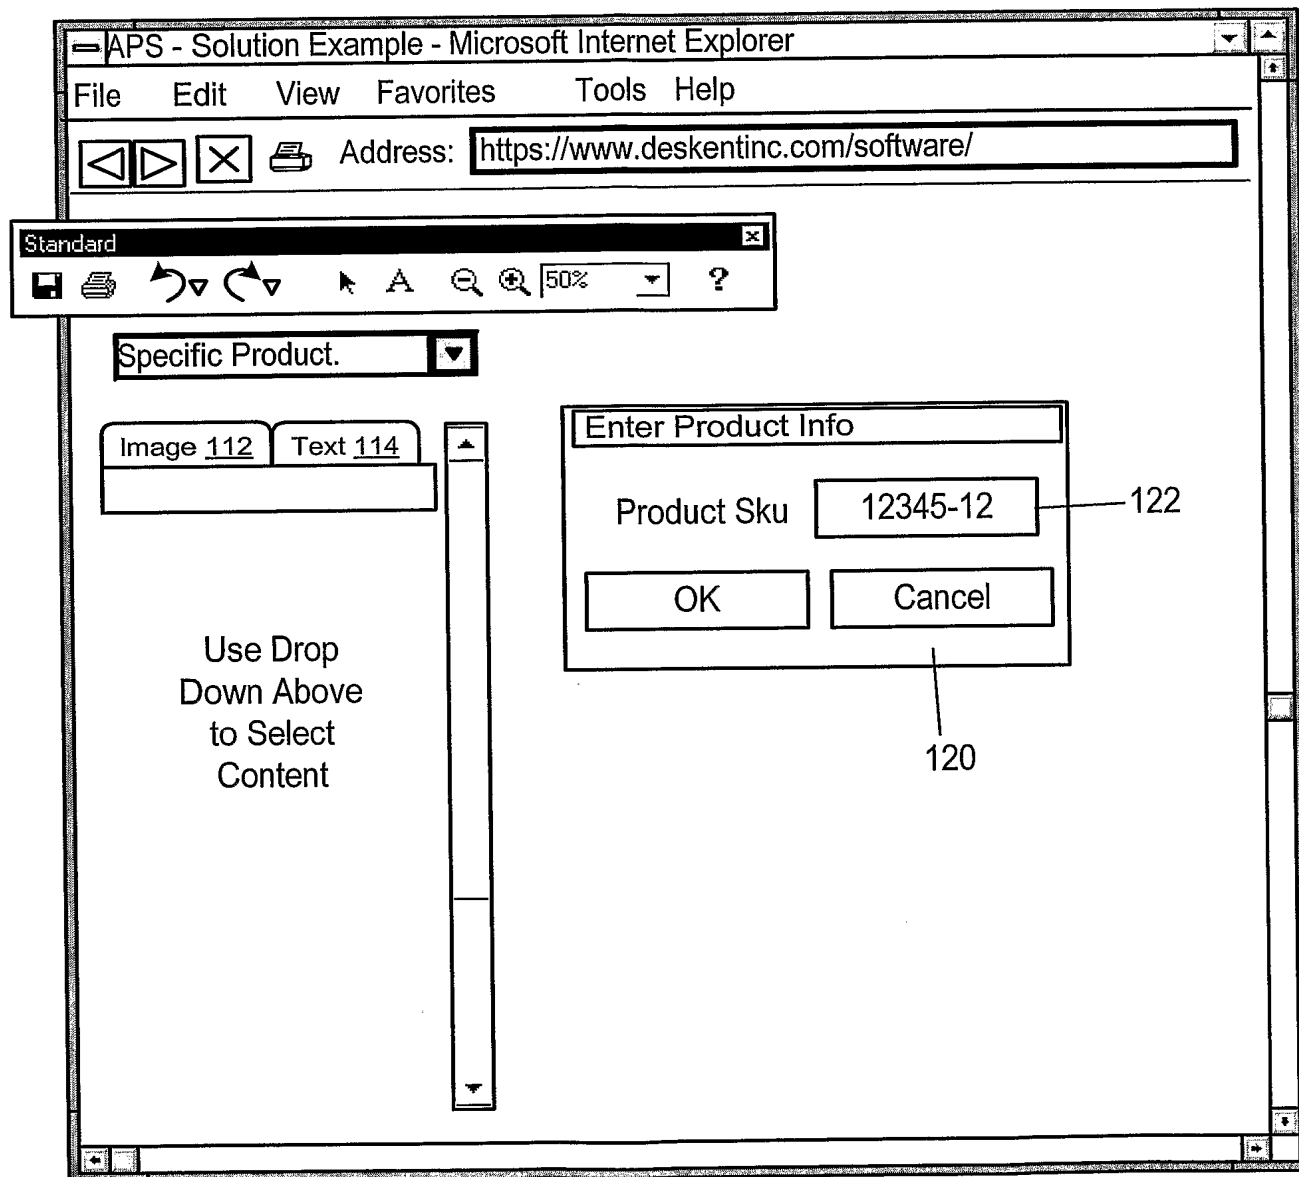 APS - Solution Example - Microsoft Internet Explorer
File Edit View Favorites Tools Help
Address: https://www.deskentinc.com/software/
Standard
A 50% ?
Specific Product.
Image 112 Text 114
Enter Product Info
Product Sku 12345-12 122
OK Cancel
120
Use Drop
Down Above
to Select
Content